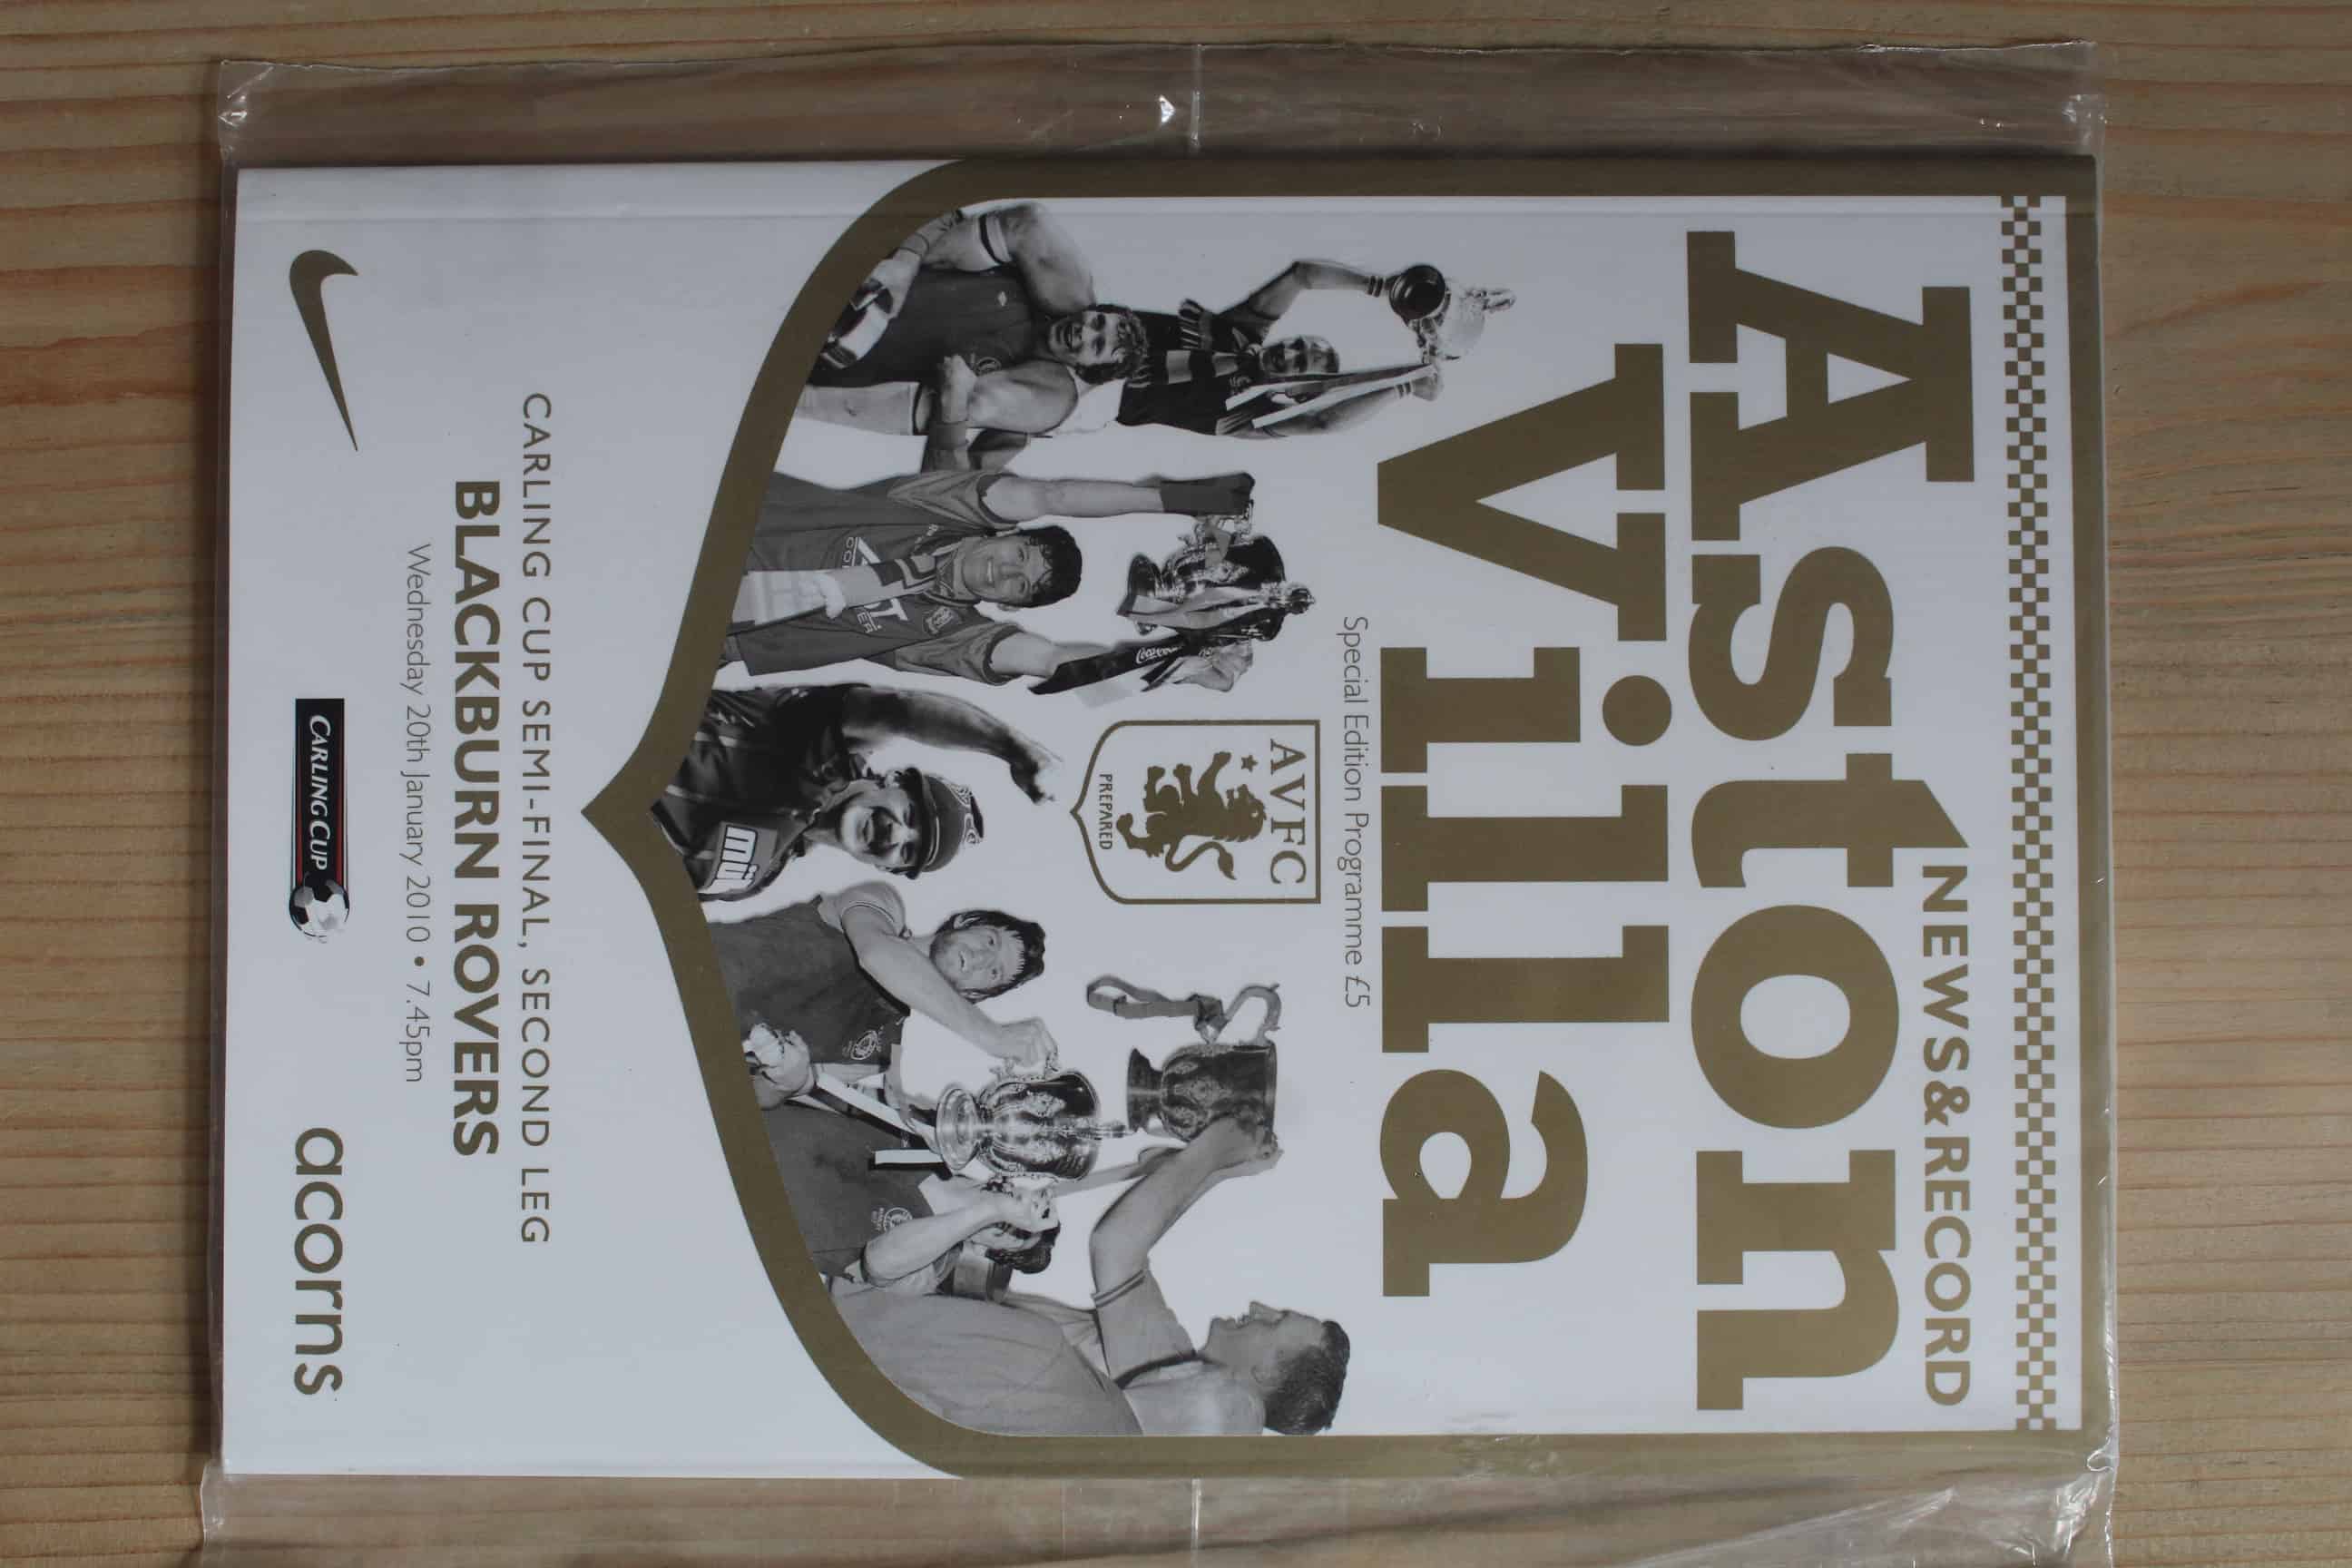 NEWS&RECORD
Aston
Villa
Special Edition Programme £5
AVFC
PREPARED
müller
CARLING CUP SEMI-FINAL, SECOND LEG
BLACKBURN ROVERS
Wednesday 20th January 2010 • 7.45pm
CARLING CUP
acorns